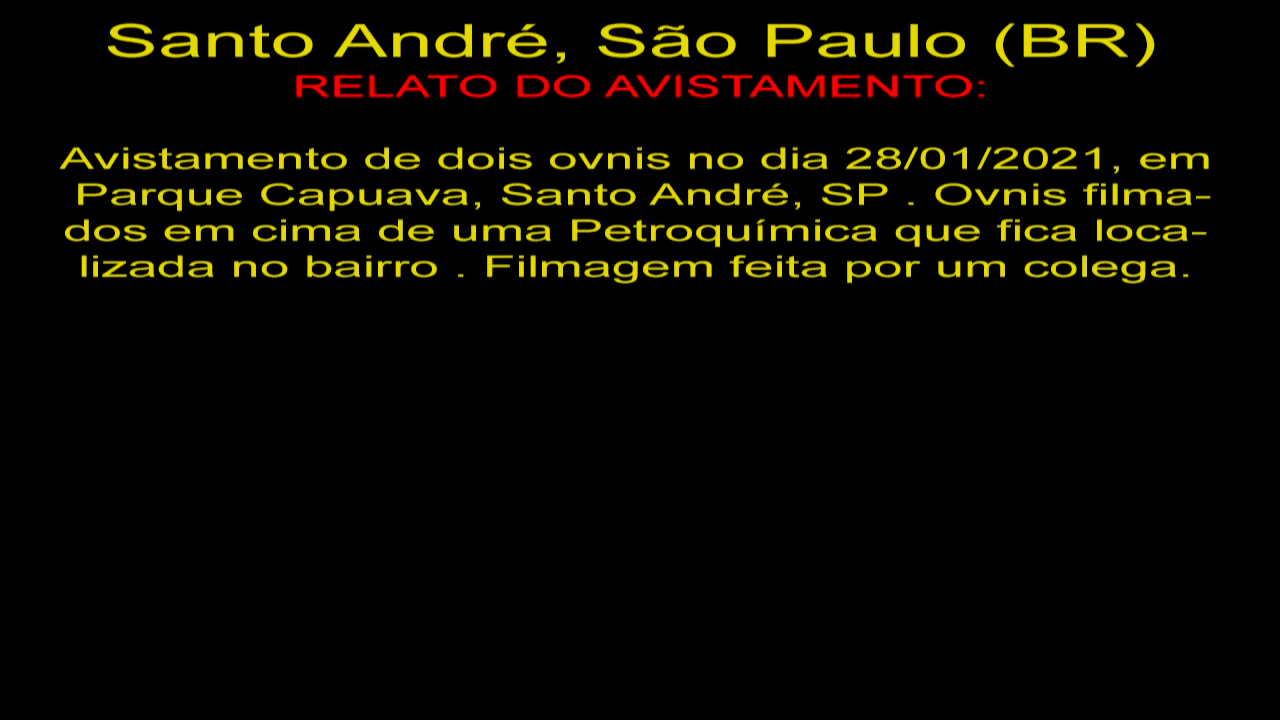 Santo André, São Paulo (BR)
RELATO DO AVISTAMENTO:
Avistamento de dois ovnis no dia 28/01/2021, em
Parque Capuava, Santo André, SP . Ovnis filma-
dos em cima de uma Petroquímica que fica loca-
lizada no bairro . Filmagem feita por um colega.